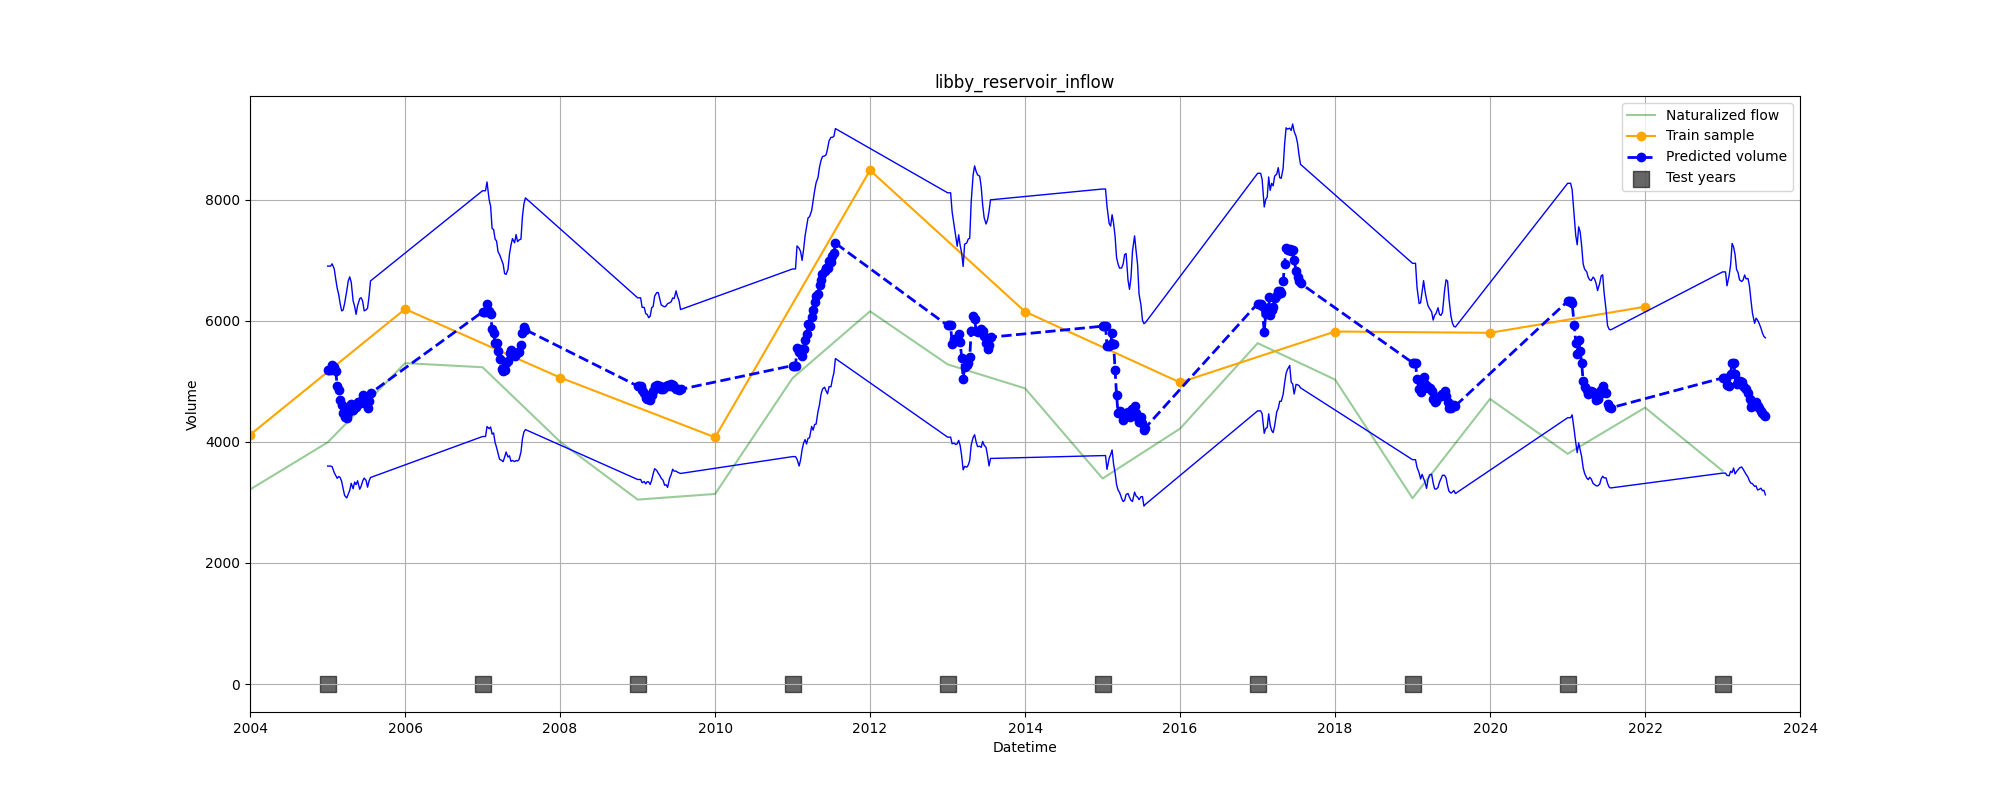 libby_reservoir_inflow
Naturalized flow
Train sample
Predicted volume
Test years
Volume
8000
6000
4000
2000
0
2004
2006
2008
2010
2012
2014
2016
2018
2020
2022
2024
Datetime